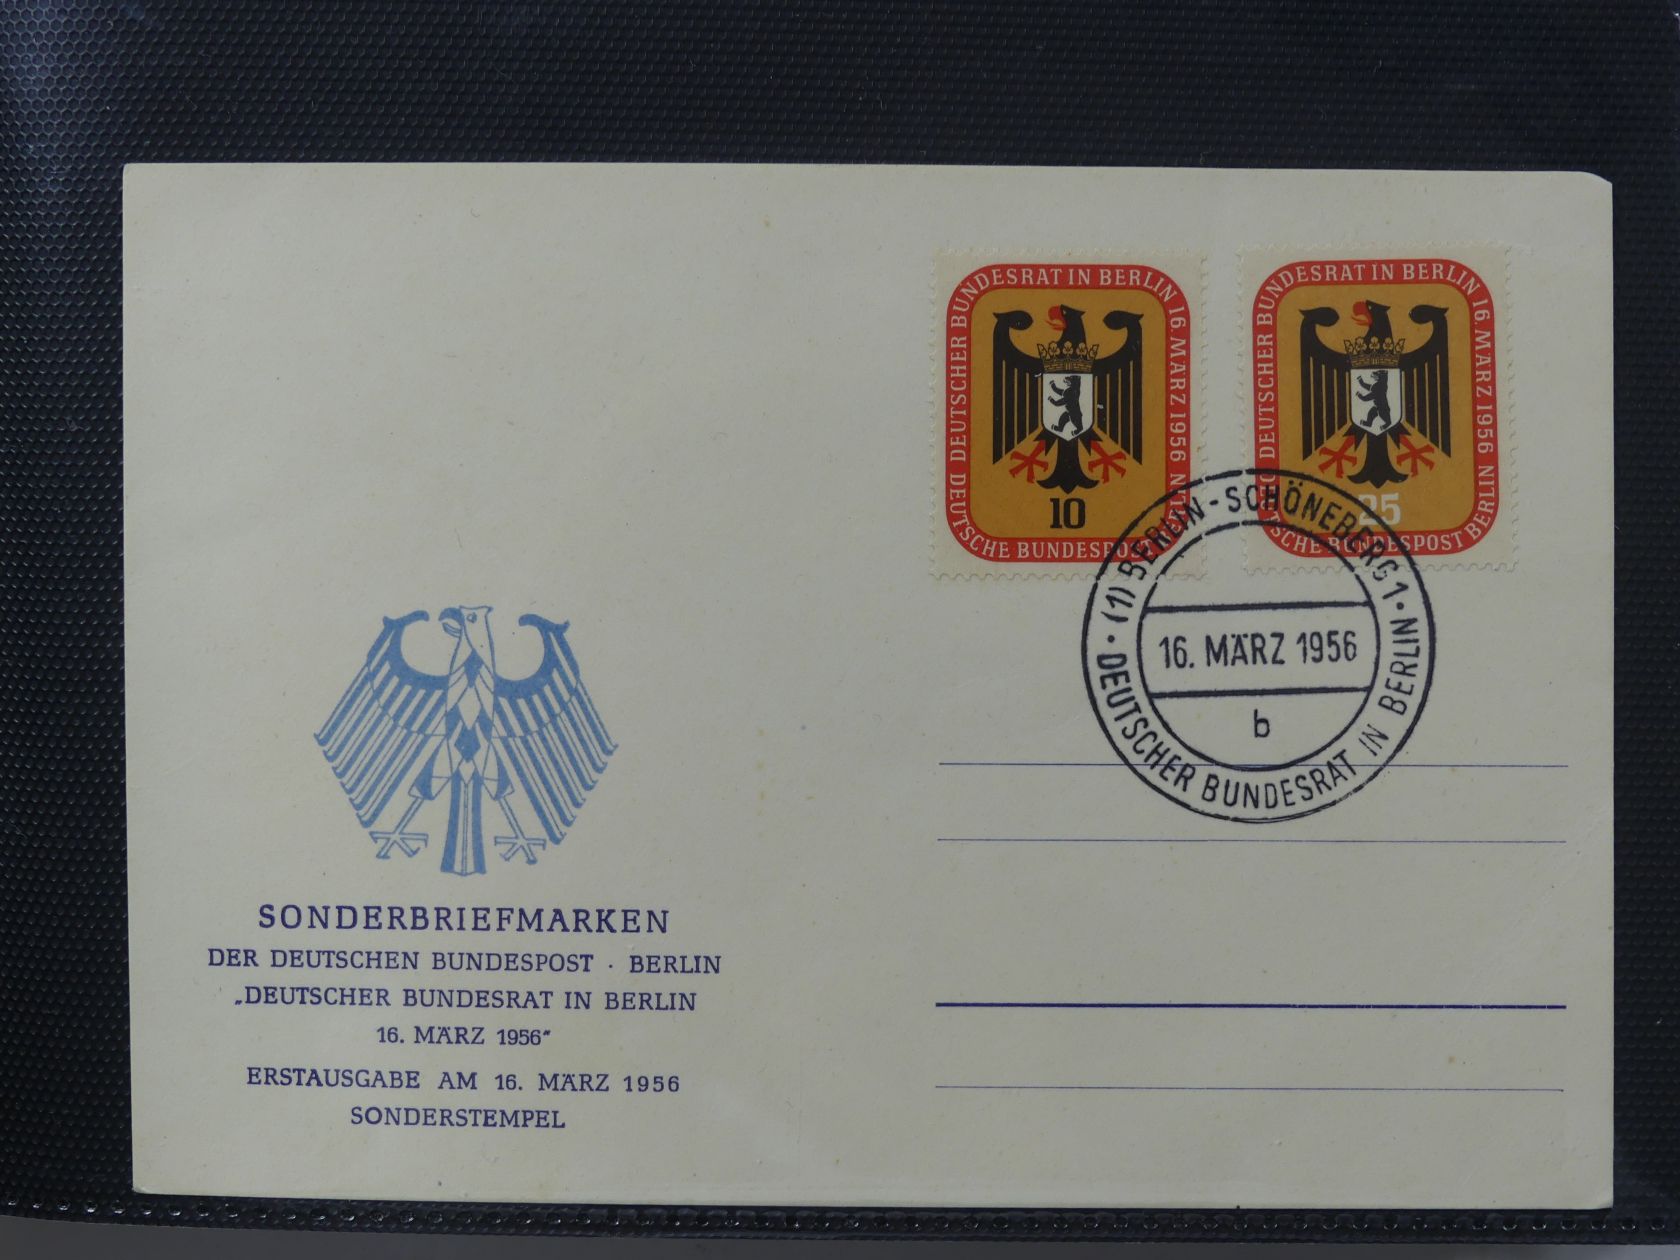 DEUTSCHER BUNDESRAT IN BERLIN 16. MÄRZ 1956
DEUTSCHE BUNDESPOST BERLIN
10
DEUTSCHER BUNDESRAT IN BERLIN 16. MÄRZ 1956
DEUTSCHE BUNDESPOST BERLIN
25
(1) BERLIN-SCHÖNEBERG 1
16. MÄRZ 1956
b
DEUTSCHER BUNDESRAT IN BERLIN
SONDERBRIEFMARKEN
DER DEUTSCHEN BUNDESPOST · BERLIN
„DEUTSCHER BUNDESRAT IN BERLIN
16. MÄRZ 1956"
ERSTAUSGABE AM 16. MÄRZ 1956
SONDERSTEMPEL